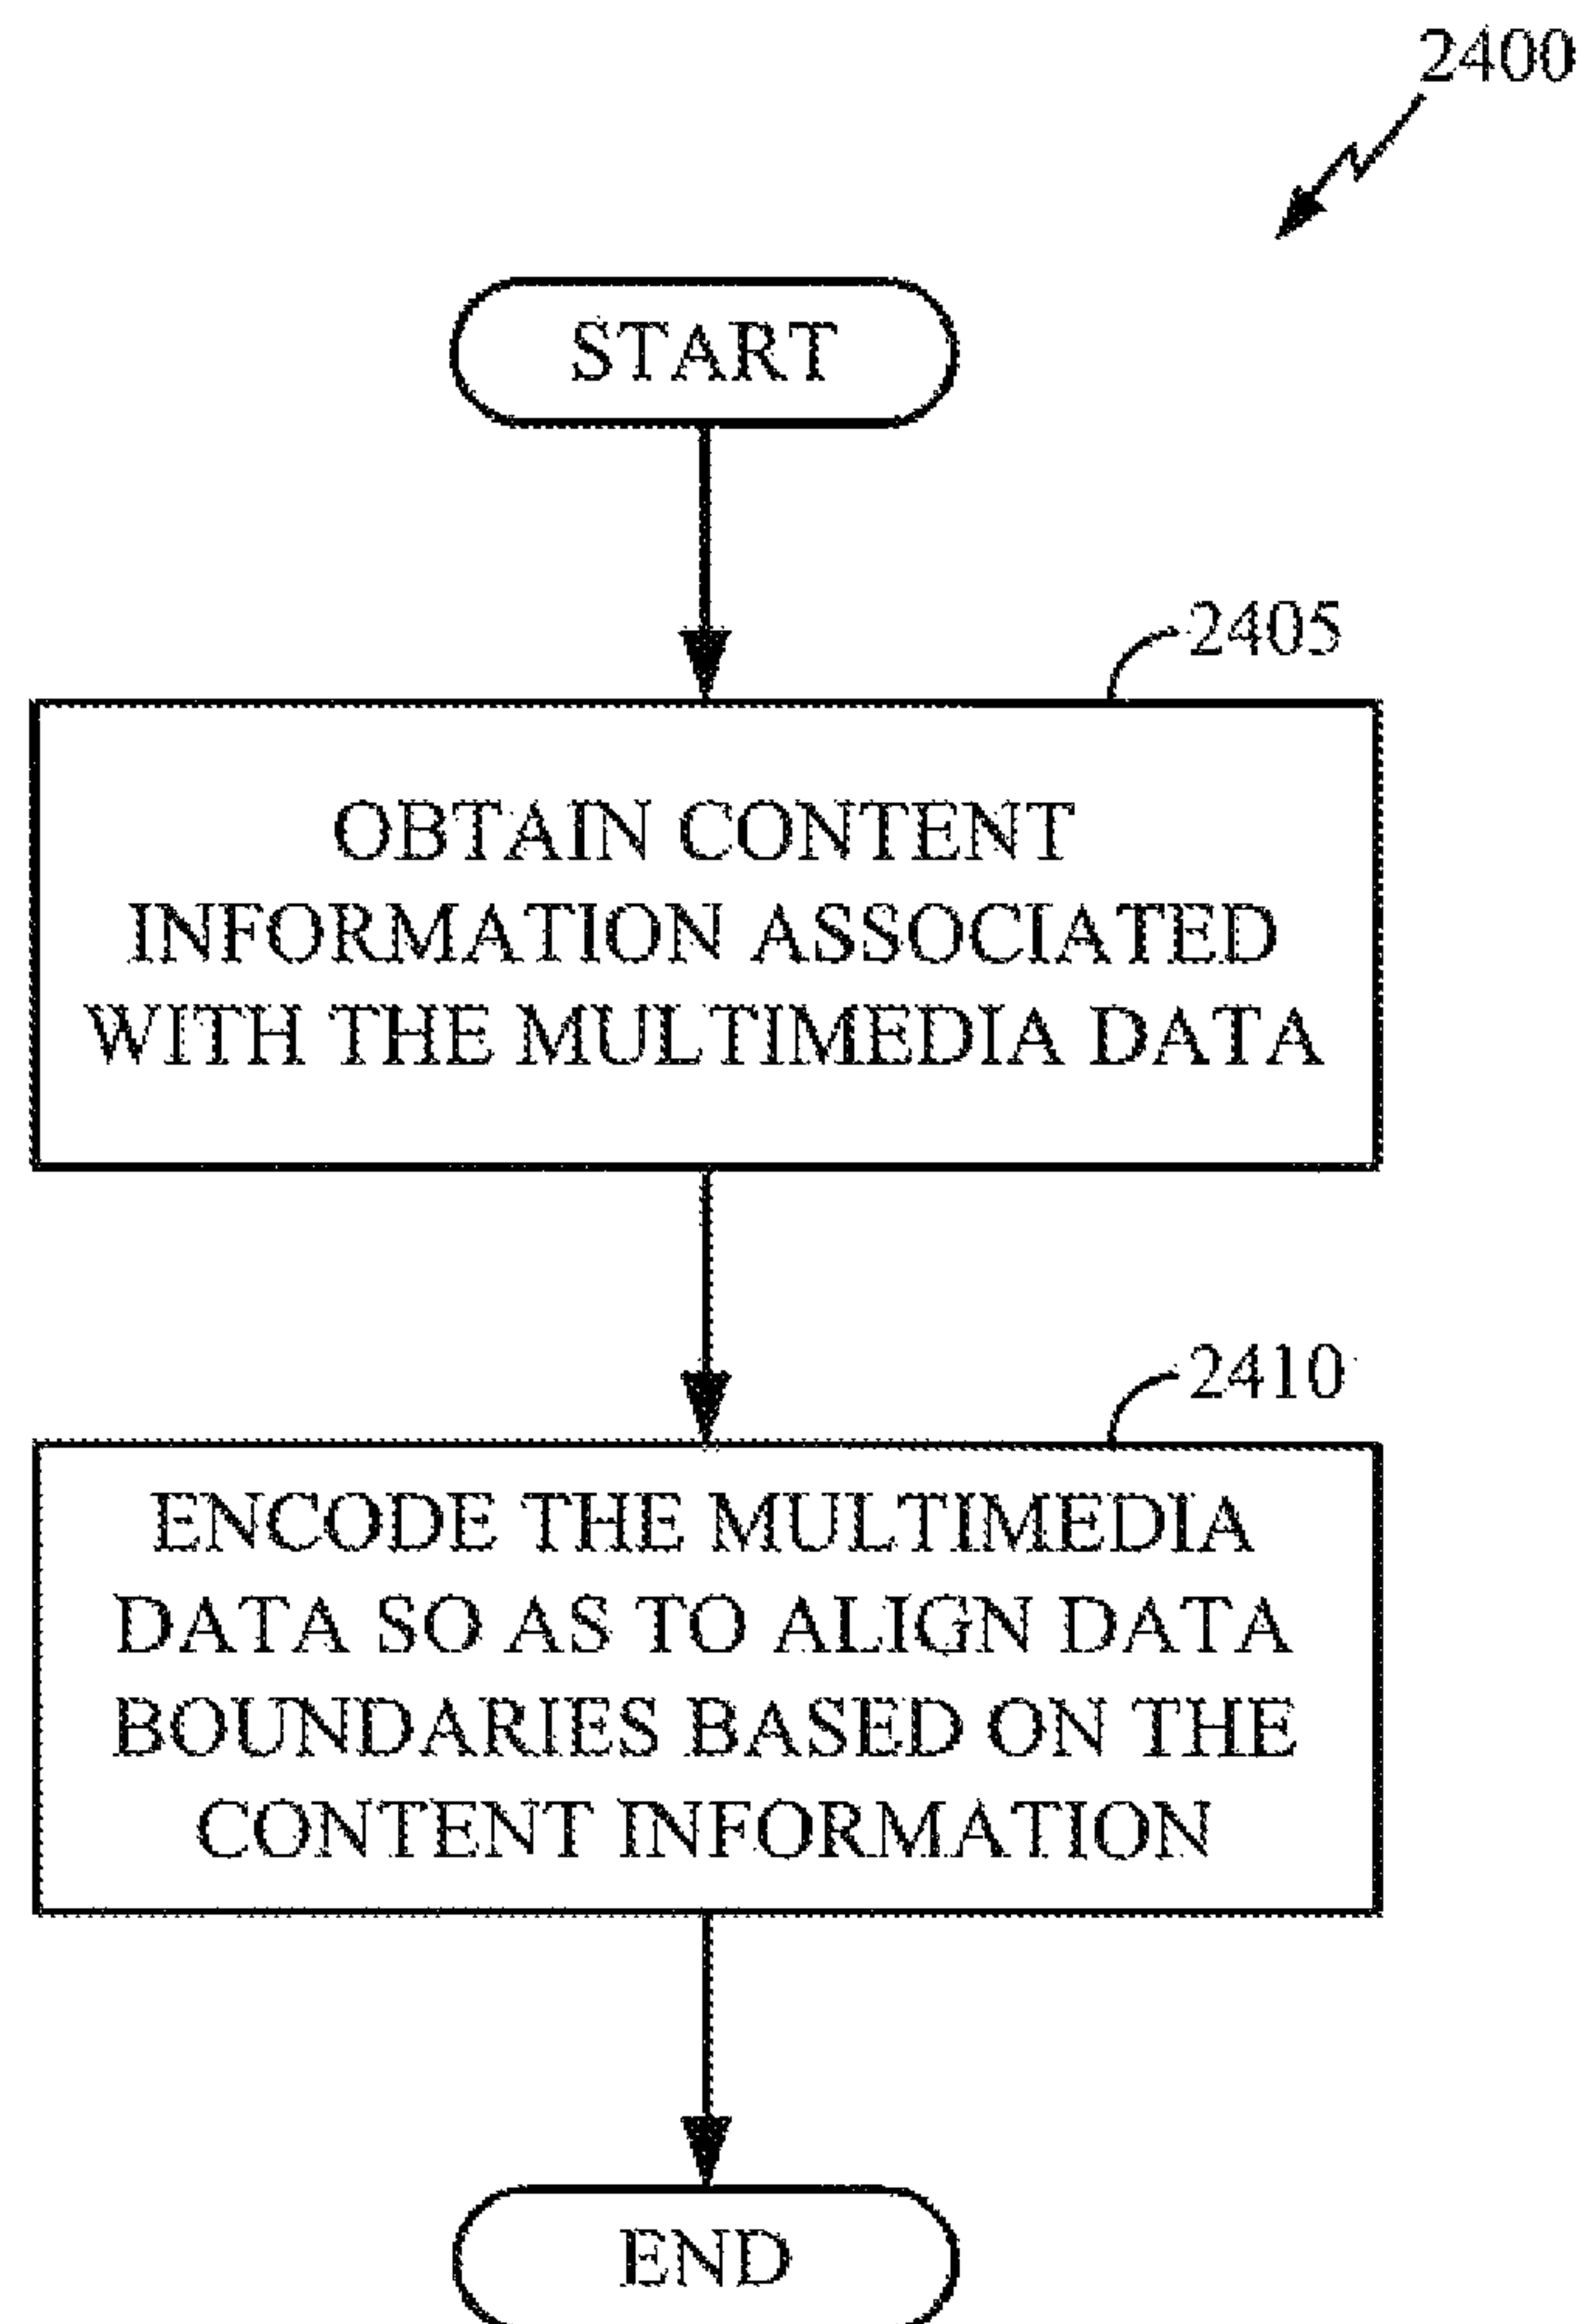 2400
START
2405
OBTAIN CONTENT
INFORMATION ASSOCIATED
WITH THE MULTIMEDIA DATA
2410
ENCODE THE MULTIMEDIA
DATA SO AS TO ALIGN DATA
BOUNDARIES BASED ON THE
CONTENT INFORMATION
END